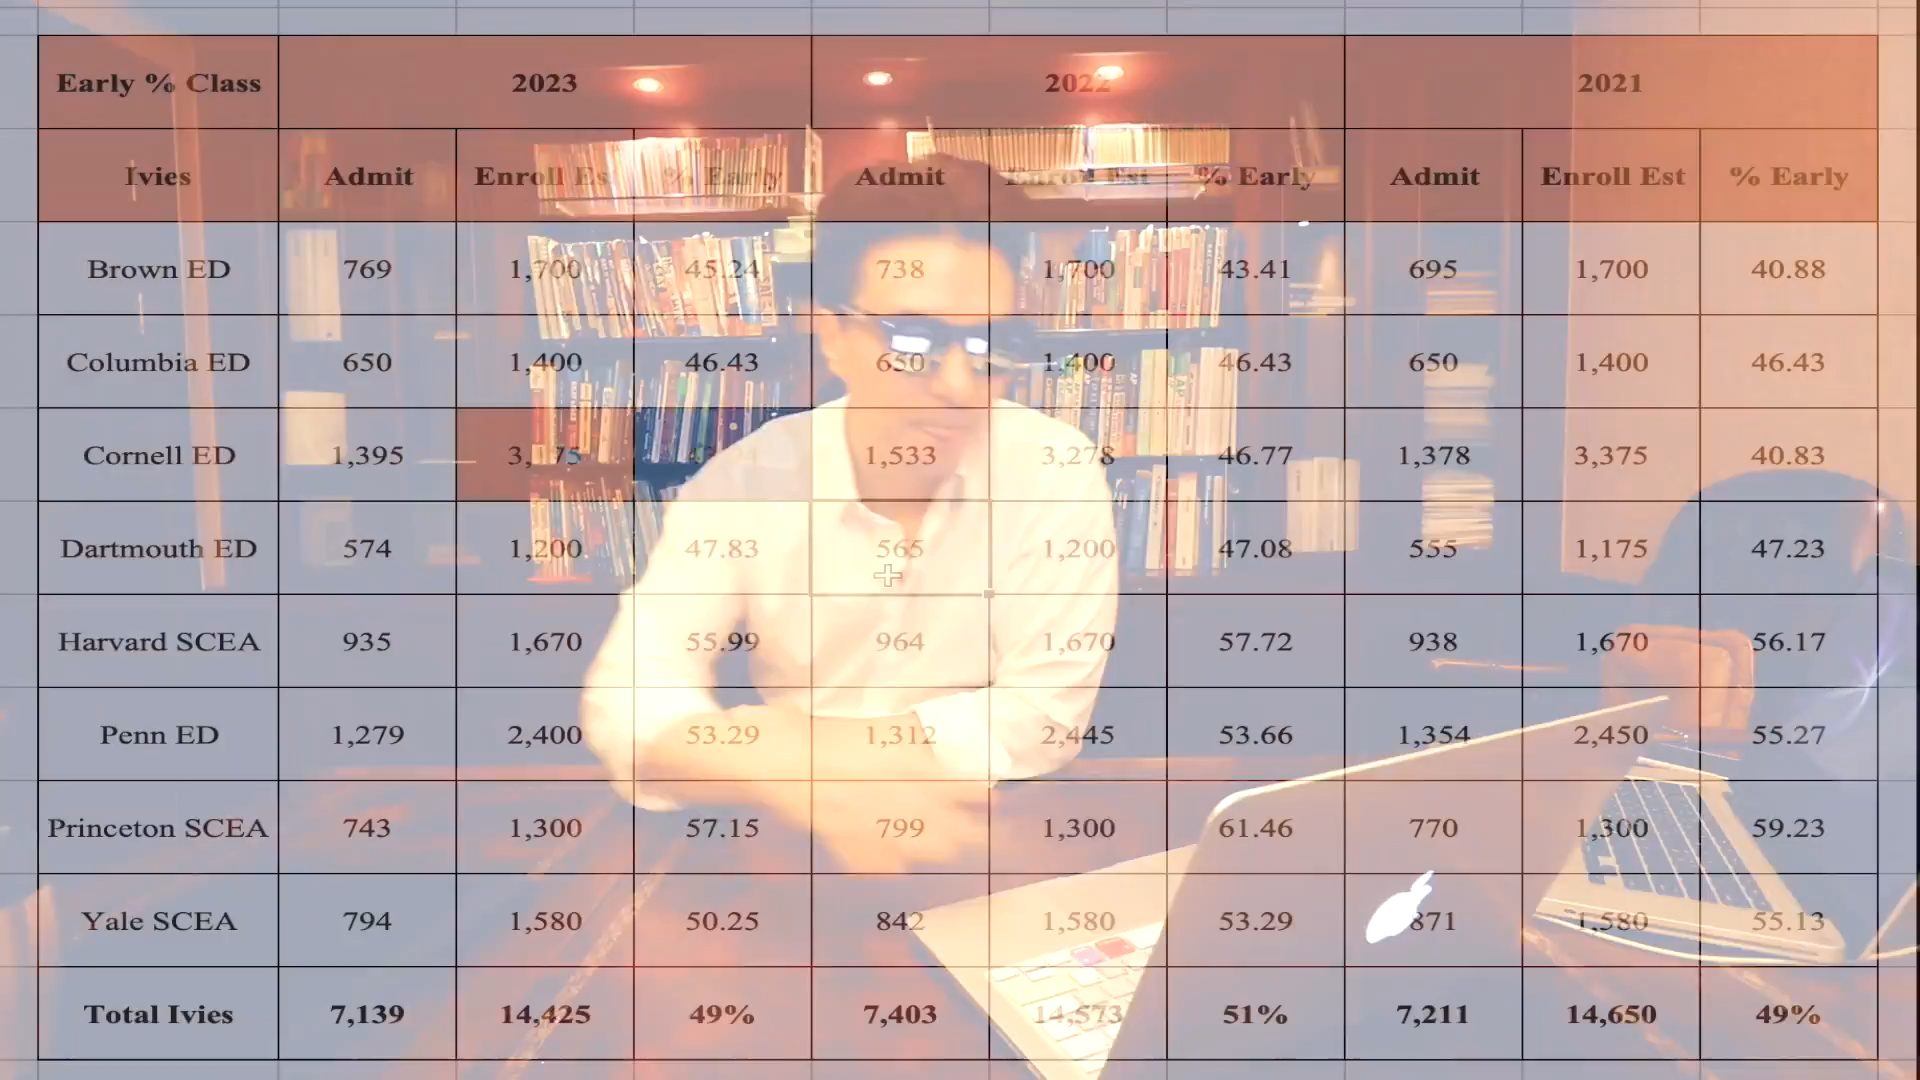 Early % Class 2023 2022 2021
Ivies Admit Enroll Est % Early Admit Enroll Est % Early Admit Enroll Est % Early
Brown ED 769 1,700 45.24 738 1,700 43.41 695 1,700 40.88
Columbia ED 650 1,400 46.43 650 1,400 46.43 650 1,400 46.43
Cornell ED 1,395 1,533 3,278 46.77 1,378 3,375 40.83
Dartmouth ED 574 1,200 47.83 565 1,200 47.08 555 1,175 47.23
Harvard SCEA 935 1,670 55.99 964 1,670 57.72 938 1,670 56.17
Penn ED 1,279 2,400 53.29 1,312 2,445 53.66 1,354 2,450 55.27
Princeton SCEA 743 1,300 57.15 799 1,300 61.46 770 1,300 59.23
Yale SCEA 794 1,580 50.25 842 1,580 53.29 871 1,580 55.13
Total Ivies 7,139 14,425 49% 7,403 14,573 51% 7,211 14,650 49%